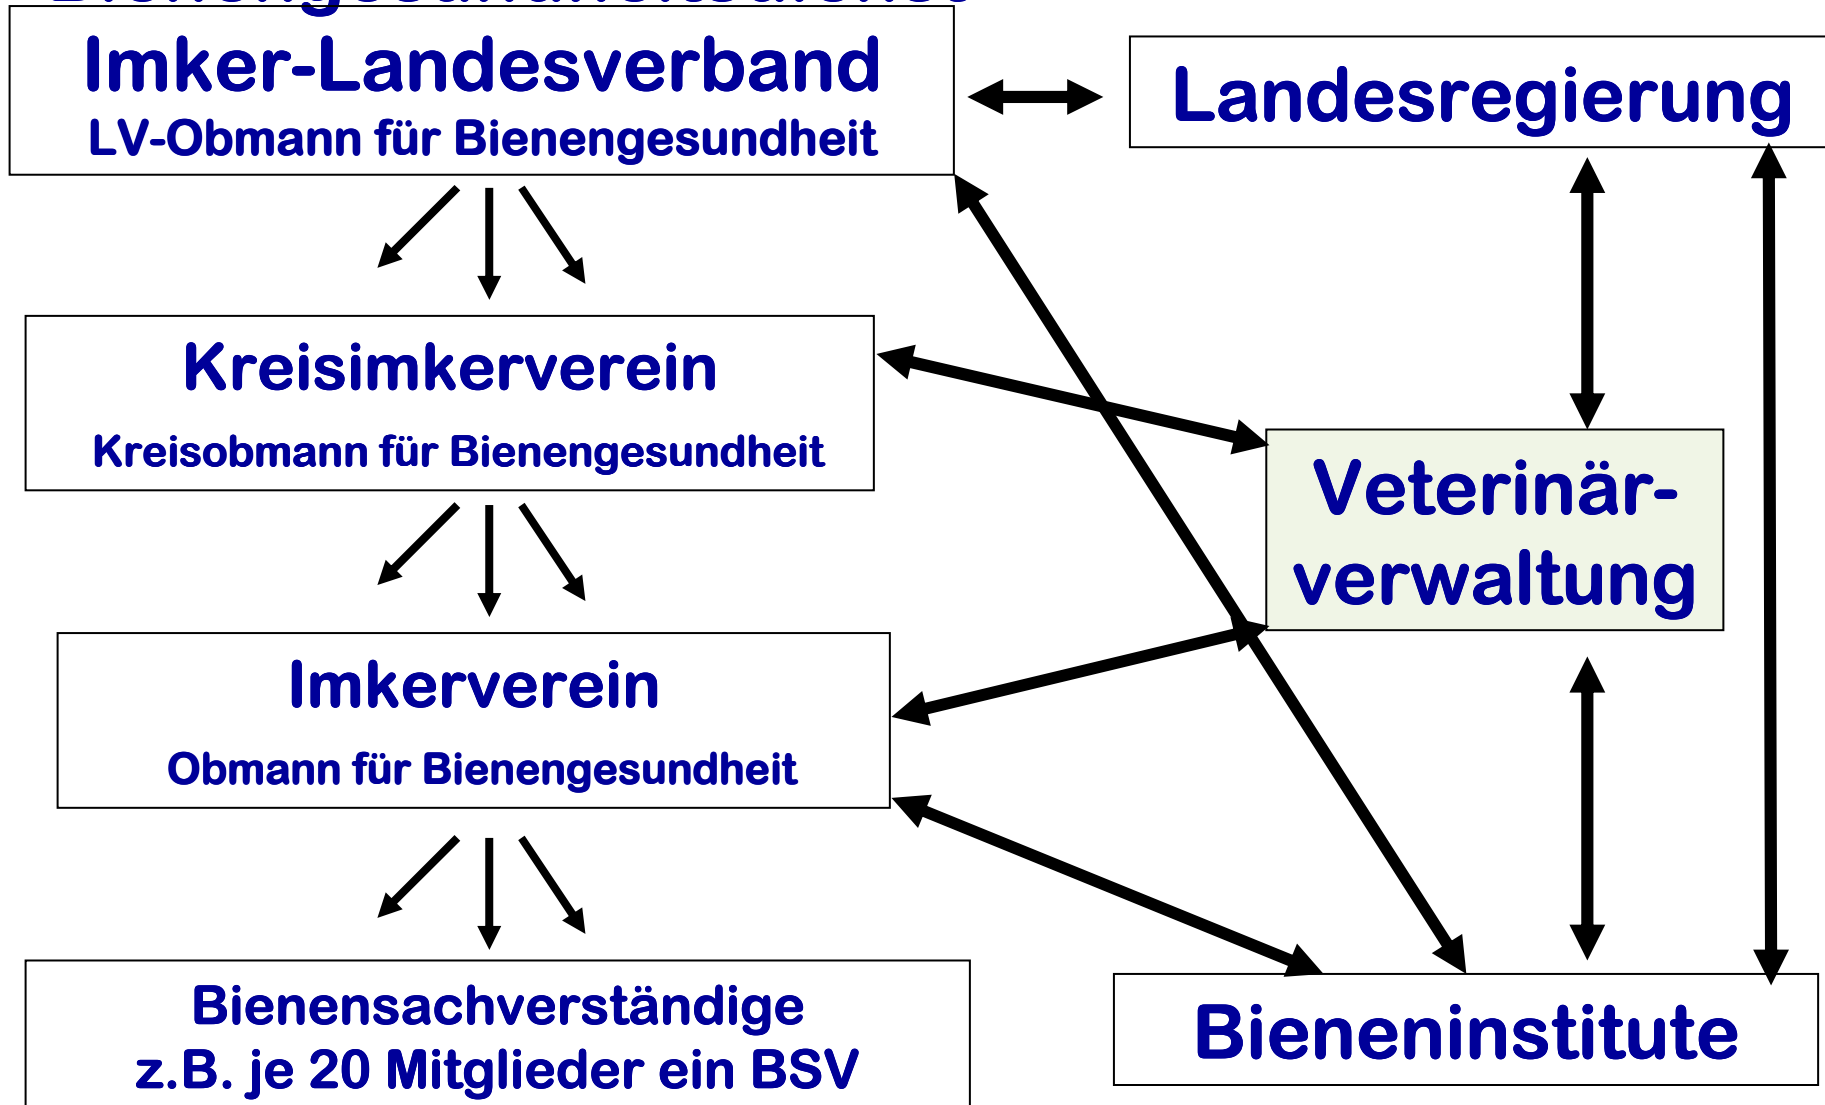 Bienengesundheitsdienst
Imker-Landesverband
LV-Obmann für Bienengesundheit
Landesregierung
Kreisimkerverein
Kreisobmann für Bienengesundheit
Veterinär-
verwaltung
Imkerverein
Obmann für Bienengesundheit
Bienensachverständige
z.B. je 20 Mitglieder ein BSV
Bieneninstitute